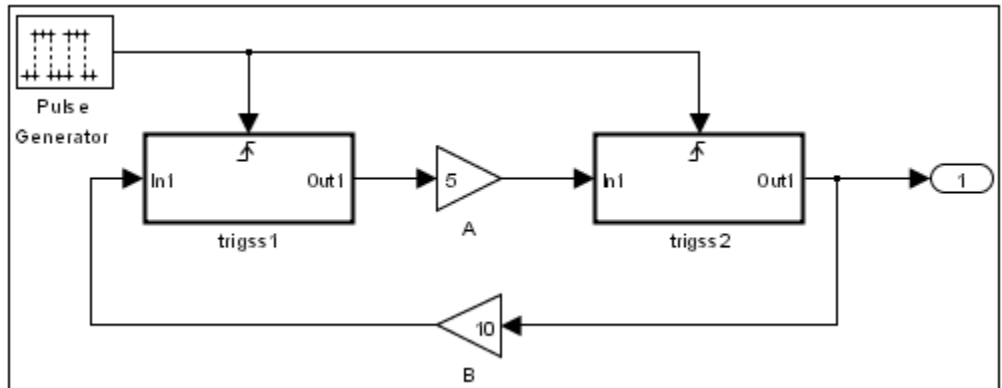 Pulse
Generator
In1
Out1
trigss1
5
A
In1
Out1
trigss2
1
10
B